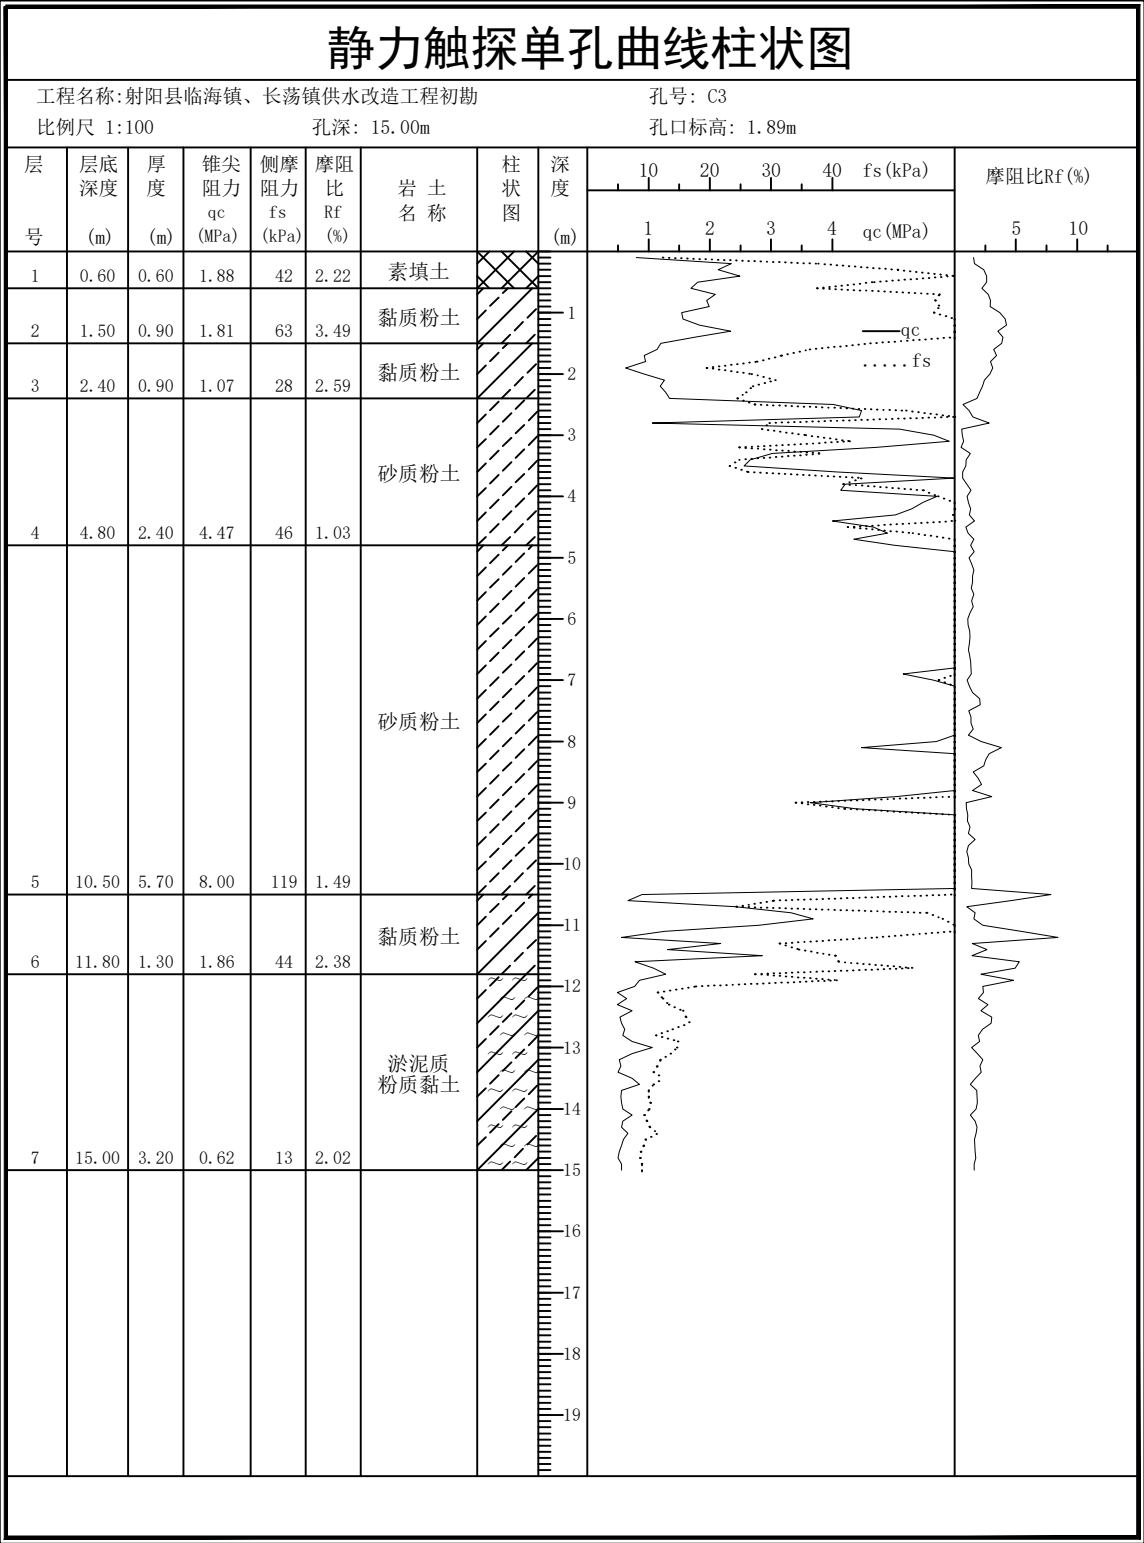 静力触探单孔曲线柱状图
工程名称:射阳县临海镇、长荡镇供水改造工程初勘 孔号: C3
比例尺 1:100 孔深: 15.00m 孔口标高: 1.89m
层号 层底深度(m) 厚度(m) 锥尖阻力qc(MPa) 侧摩阻力fs(kPa) 摩阻比Rf(%) 岩土名称 柱状图 深度(m)
10 20 30 40 fs(kPa) 摩阻比Rf(%)
1 2 3 4 qc(MPa) 5 10
1 0.60 0.60 1.88 42 2.22 素填土
2 1.50 0.90 1.81 63 3.49 黏质粉土
3 2.40 0.90 1.07 28 2.59 黏质粉土
4 4.80 2.40 4.47 46 1.03 砂质粉土
5 10.50 5.70 8.00 119 1.49 砂质粉土
6 11.80 1.30 1.86 44 2.38 黏质粉土
7 15.00 3.20 0.62 13 2.02 淤泥质粉质黏土
1
2
3
4
5
6
7
8
9
10
11
12
13
14
15
16
17
18
19
qc
fs